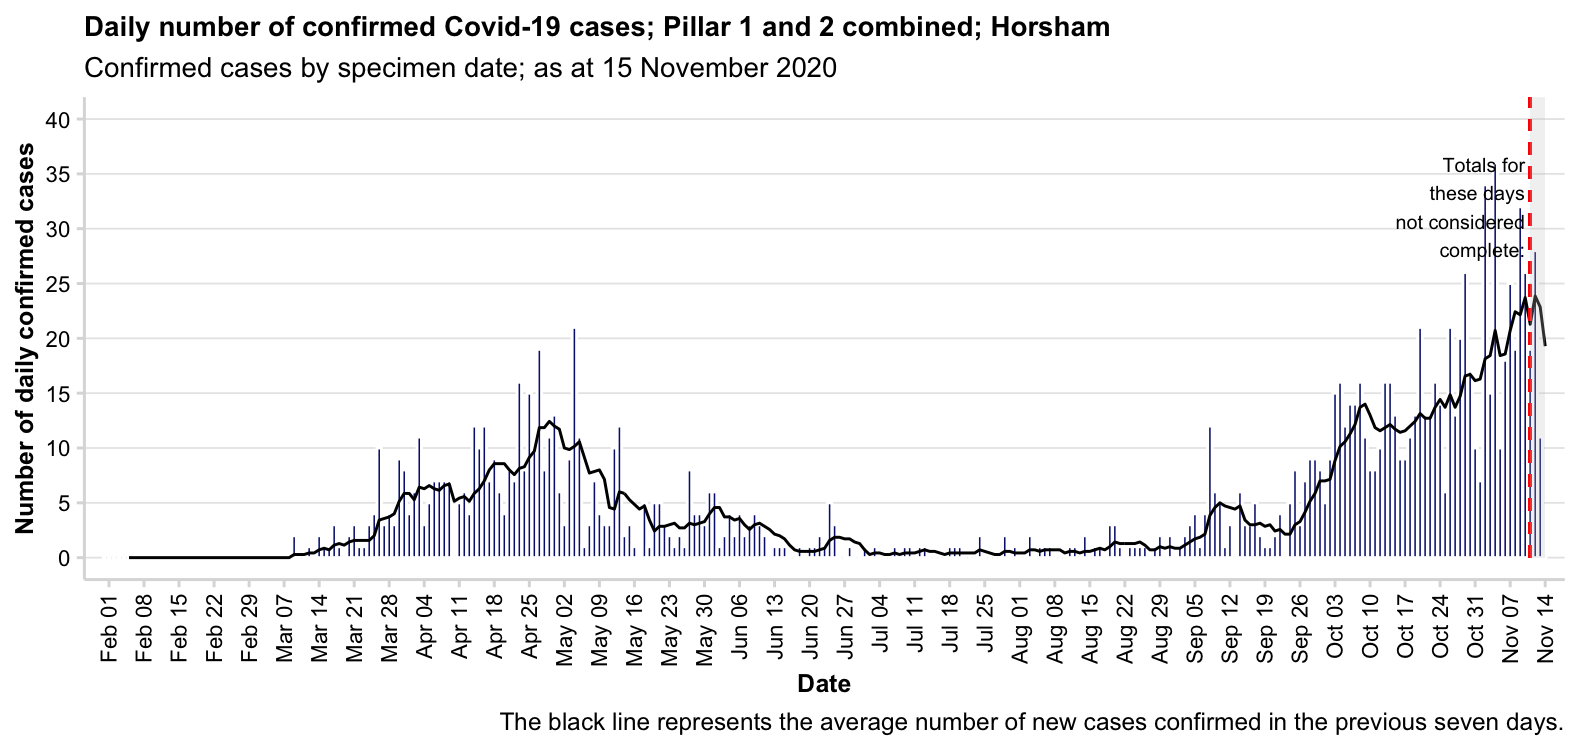 Daily number of confirmed Covid-19 cases; Pillar 1 and 2 combined; Horsham
Confirmed cases by specimen date; as at 15 November 2020
Number of daily confirmed cases
40
35
30
25
20
15
10
5
0
Totals for
these days
not considered
complete.
Feb 01
Feb 08
Feb 15
Feb 22
Feb 29
Mar 07
Mar 14
Mar 21
Mar 28
Apr 04
Apr 11
Apr 18
Apr 25
May 02
May 09
May 16
May 23
May 30
Jun 06
Jun 13
Jun 20
Jun 27
Jul 04
Jul 11
Jul 18
Jul 25
Aug 01
Aug 08
Aug 15
Aug 22
Aug 29
Sep 05
Sep 12
Sep 19
Sep 26
Oct 03
Oct 10
Oct 17
Oct 24
Oct 31
Nov 07
Nov 14
Date
The black line represents the average number of new cases confirmed in the previous seven days.